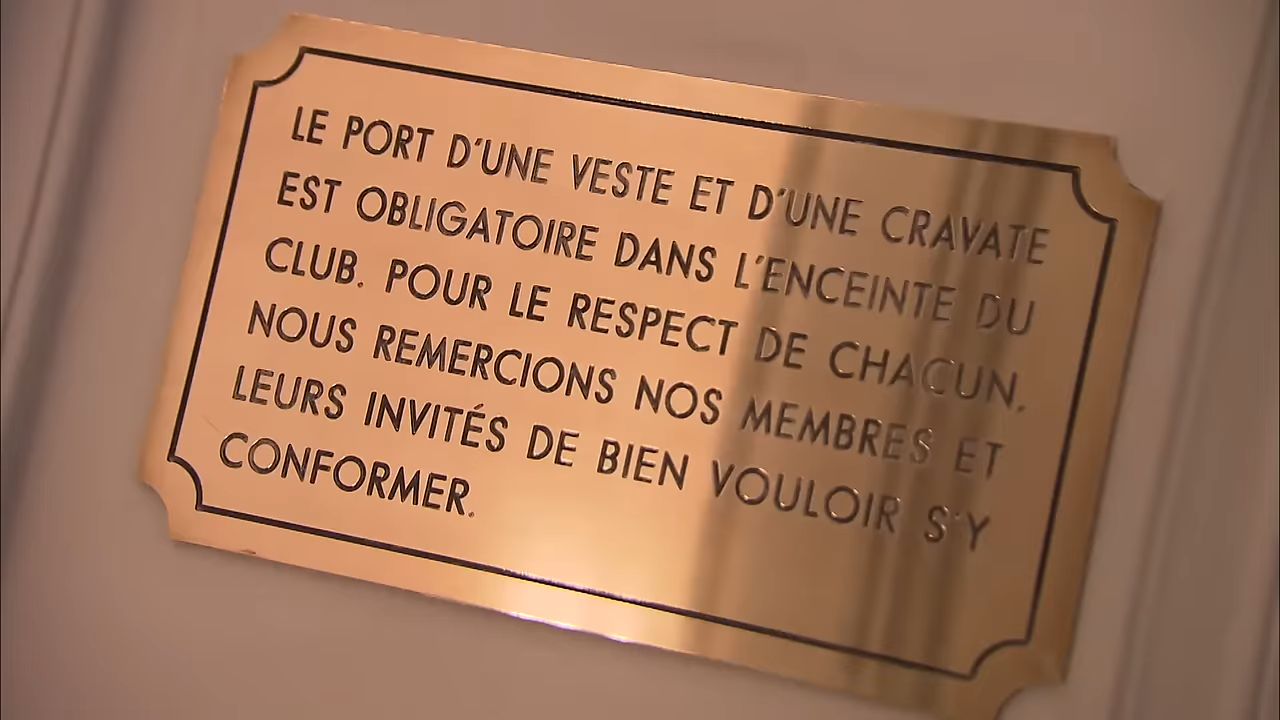 LE PORT D'UNE VESTE ET D'UNE CRAVATE
EST OBLIGATOIRE DANS L'ENCEINTE DU
CLUB. POUR LE RESPECT DE CHACUN,
NOUS REMERCIONS NOS MEMBRES ET
LEURS INVITÉS DE BIEN VOULOIR S'Y
CONFORMER.